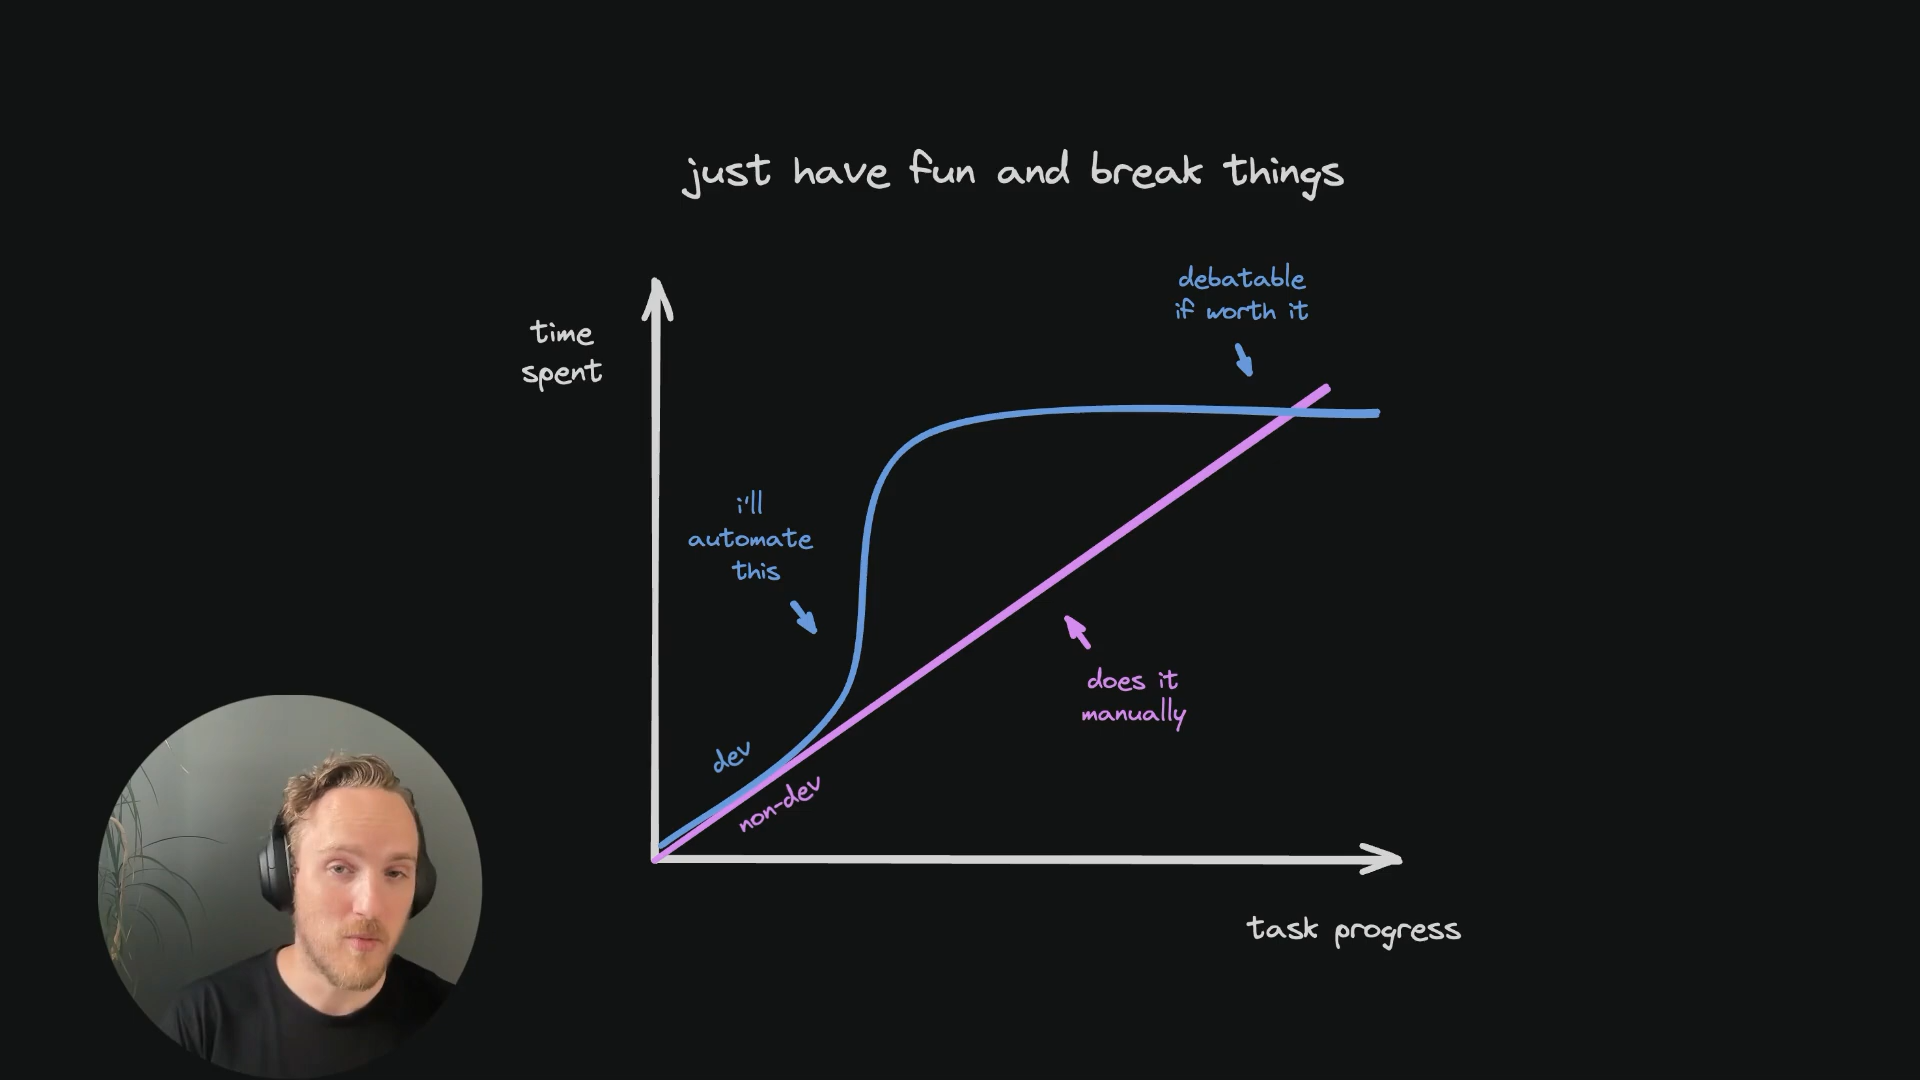 just have fun and break things
debatable
if worth it
time
spent
i'll
automate
this
does it
manually
dev
non-dev
task progress